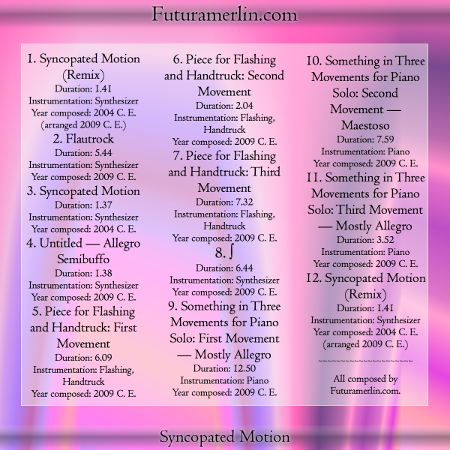 Futuramerlin.com
1. Syncopated Motion
(Remix)
Duration: 1.41
Instrumentation: Synthesizer
Year composed: 2004 C. E.
(arranged 2009 C. E.)
2. Flautrock
Duration: 5.44
Instrumentation: Synthesizer
Year composed: 2009 C. E.
3. Syncopated Motion
Duration: 1.37
Instrumentation: Synthesizer
Year composed: 2004 C. E.
4. Untitled — Allegro
Semibuffo
Duration: 1.38
Instrumentation: Synthesizer
Year composed: 2009 C. E.
5. Piece for Flashing
and Handtruck: First
Movement
Duration: 6.09
Instrumentation: Flashing,
Handtruck
Year composed: 2009 C. E.
6. Piece for Flashing
and Handtruck: Second
Movement
Duration: 2.04
Instrumentation: Flashing,
Handtruck
Year composed: 2009 C. E.
7. Piece for Flashing
and Handtruck: Third
Movement
Duration: 7.32
Instrumentation: Flashing,
Handtruck
Year composed: 2009 C. E.
8. ∫
Duration: 6.44
Instrumentation: Synthesizer
Year composed: 2009 C. E.
9. Something in Three
Movements for Piano
Solo: First Movement
— Mostly Allegro
Duration: 12.50
Instrumentation: Piano
Year composed: 2009 C. E.
10. Something in Three
Movements for Piano
Solo: Second
Movement —
Maestoso
Duration: 7.59
Instrumentation: Piano
Year composed: 2009 C. E.
11. Something in Three
Movements for Piano
Solo: Third Movement
— Mostly Allegro
Duration: 3.52
Instrumentation: Piano
Year composed: 2009 C. E.
12. Syncopated Motion
(Remix)
Duration: 1.41
Instrumentation: Synthesizer
Year composed: 2004 C. E.
(arranged 2009 C. E.)
All composed by
Futuramerlin.com.
Syncopated Motion